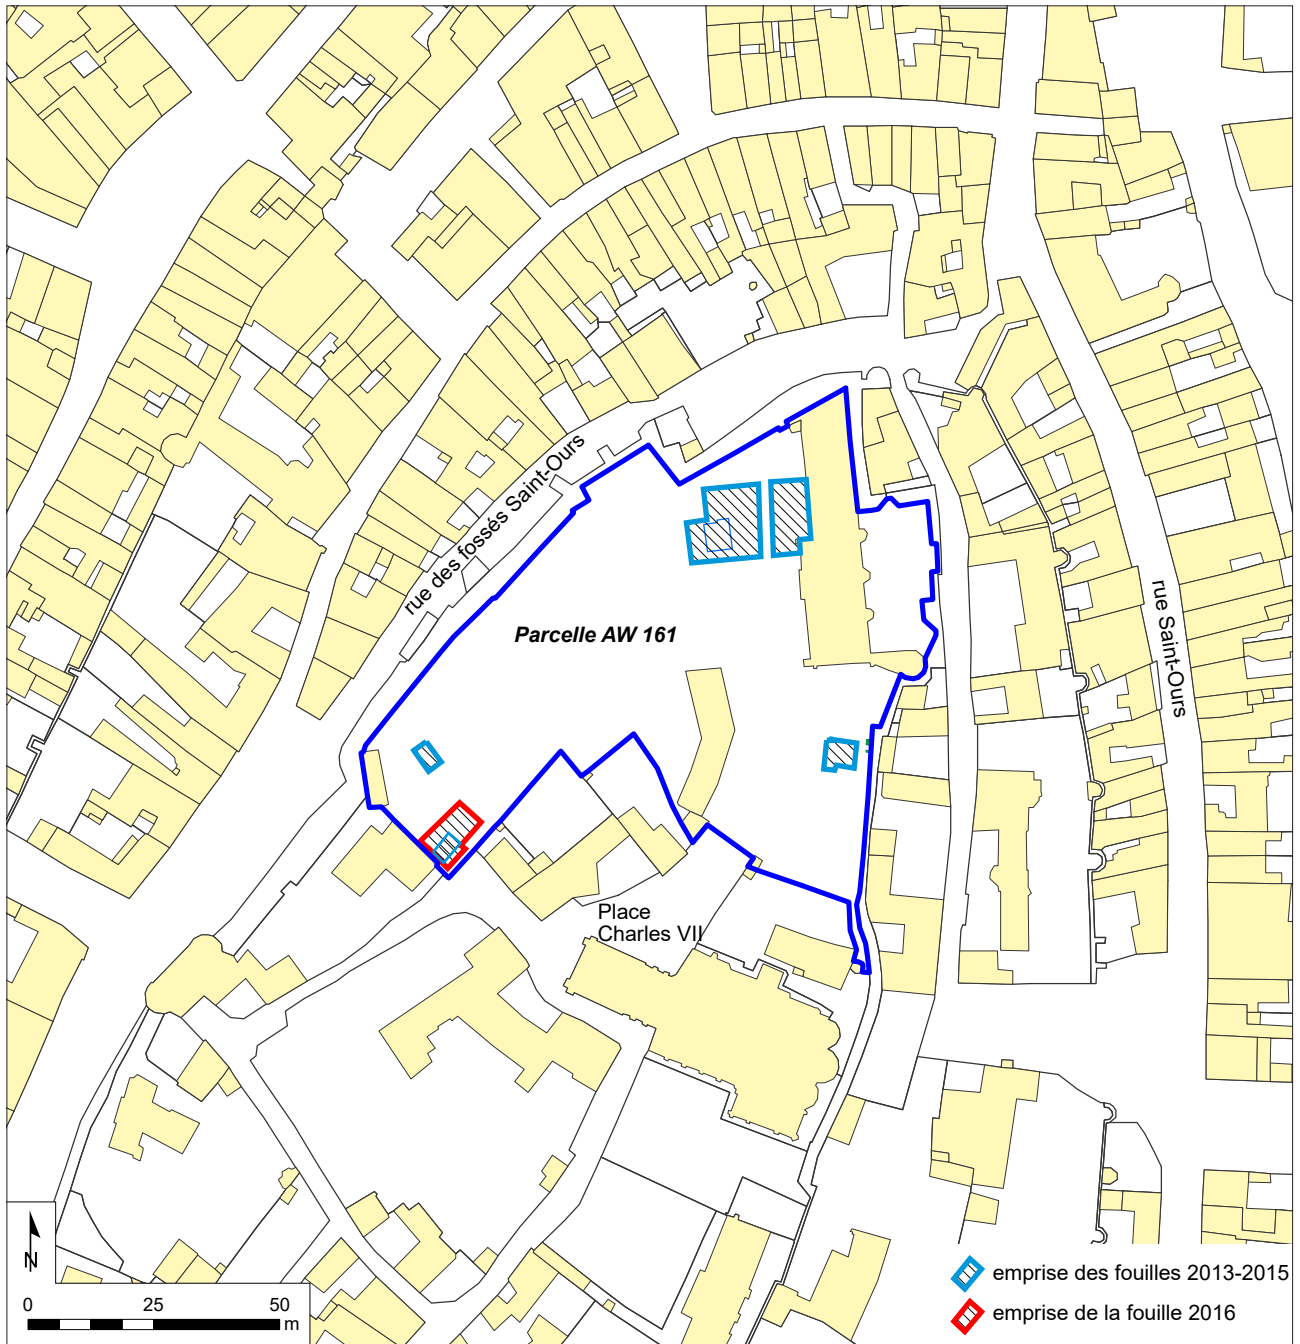 rue des fossés Saint-Ours
Parcelle AW 161
rue Saint-Ours
Place
Charles VII
N
0 25 50
m
emprise des fouilles 2013-2015
emprise de la fouille 2016